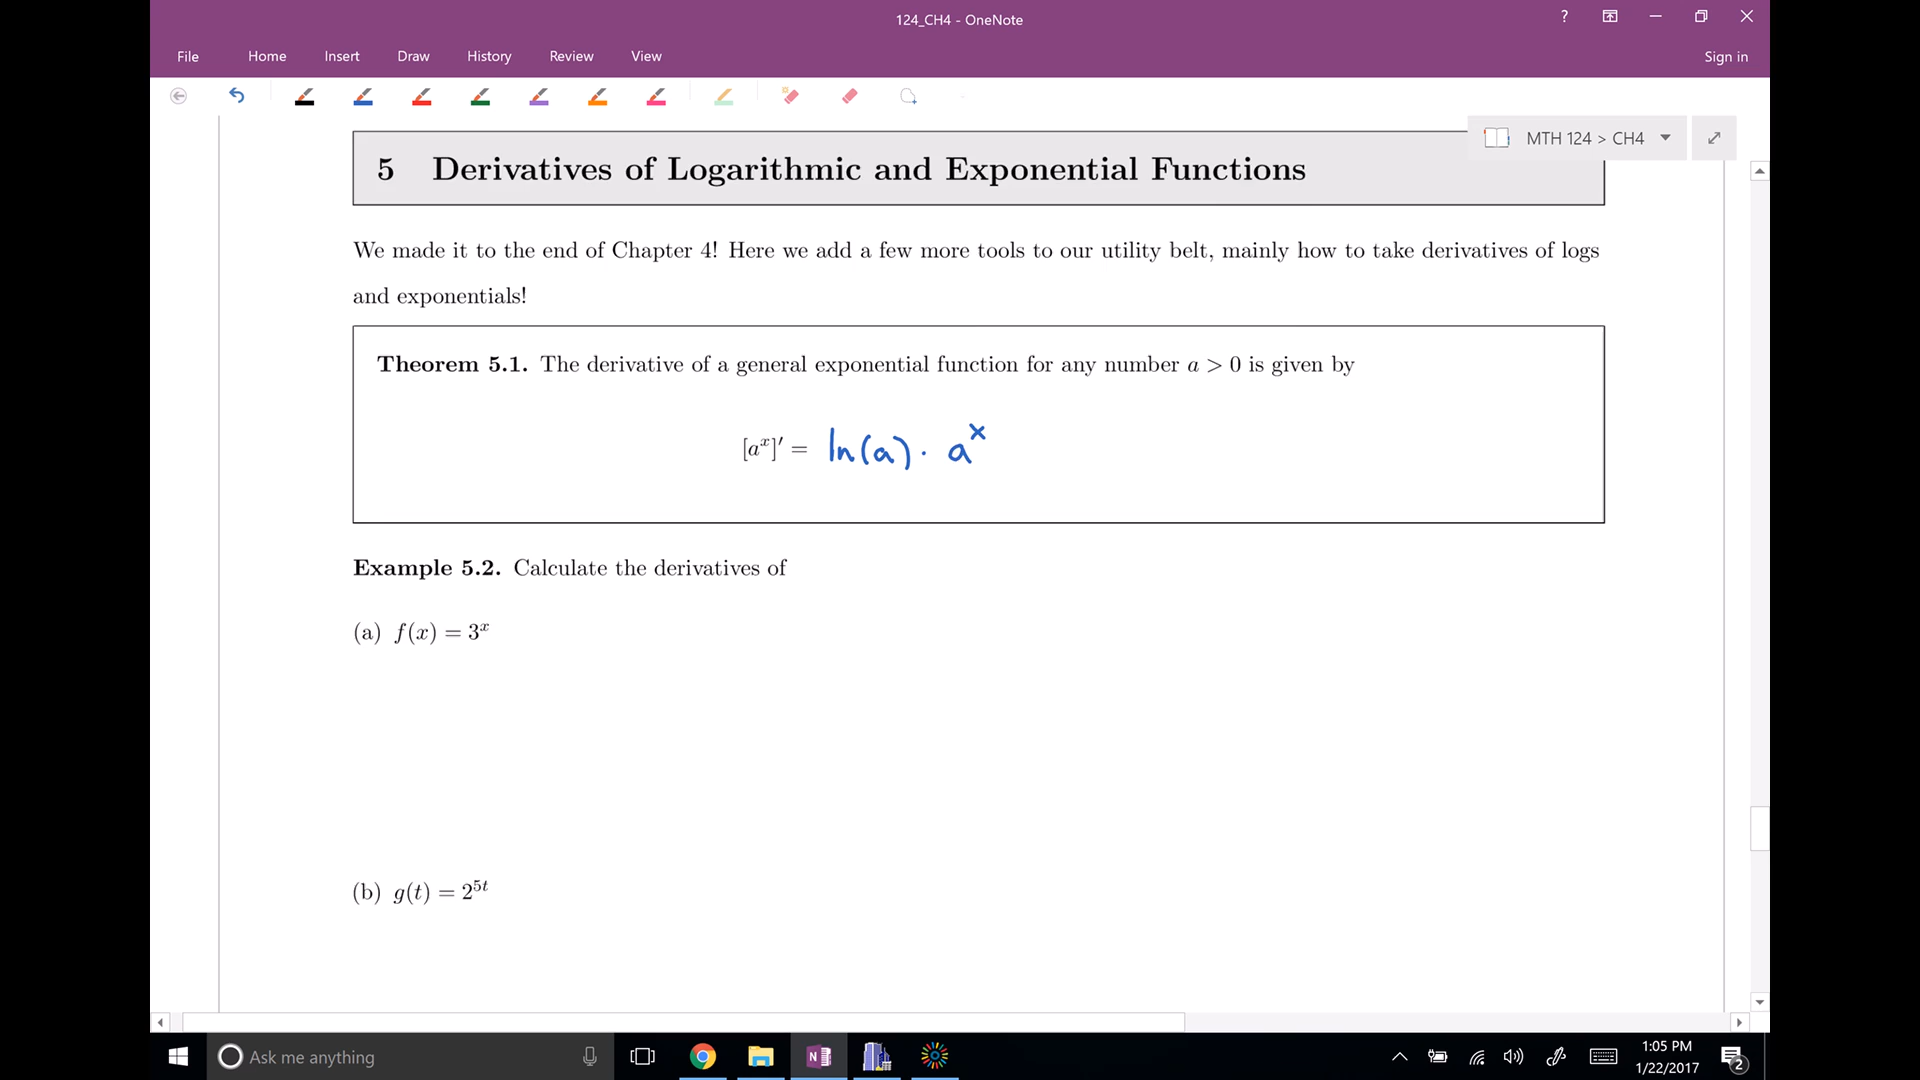 124_CH4 - OneNote
?
File Home Insert Draw History Review View Sign in
MTH 124 > CH4
5 Derivatives of Logarithmic and Exponential Functions
We made it to the end of Chapter 4! Here we add a few more tools to our utility belt, mainly how to take derivatives of logs
and exponentials!
Theorem 5.1. The derivative of a general exponential function for any number a > 0 is given by
[a^x]′ = ln(a) · a^x
Example 5.2. Calculate the derivatives of
(a) f(x) = 3^x
(b) g(t) = 2^{5t}
Ask me anything
N
1:05 PM
1/22/2017
2